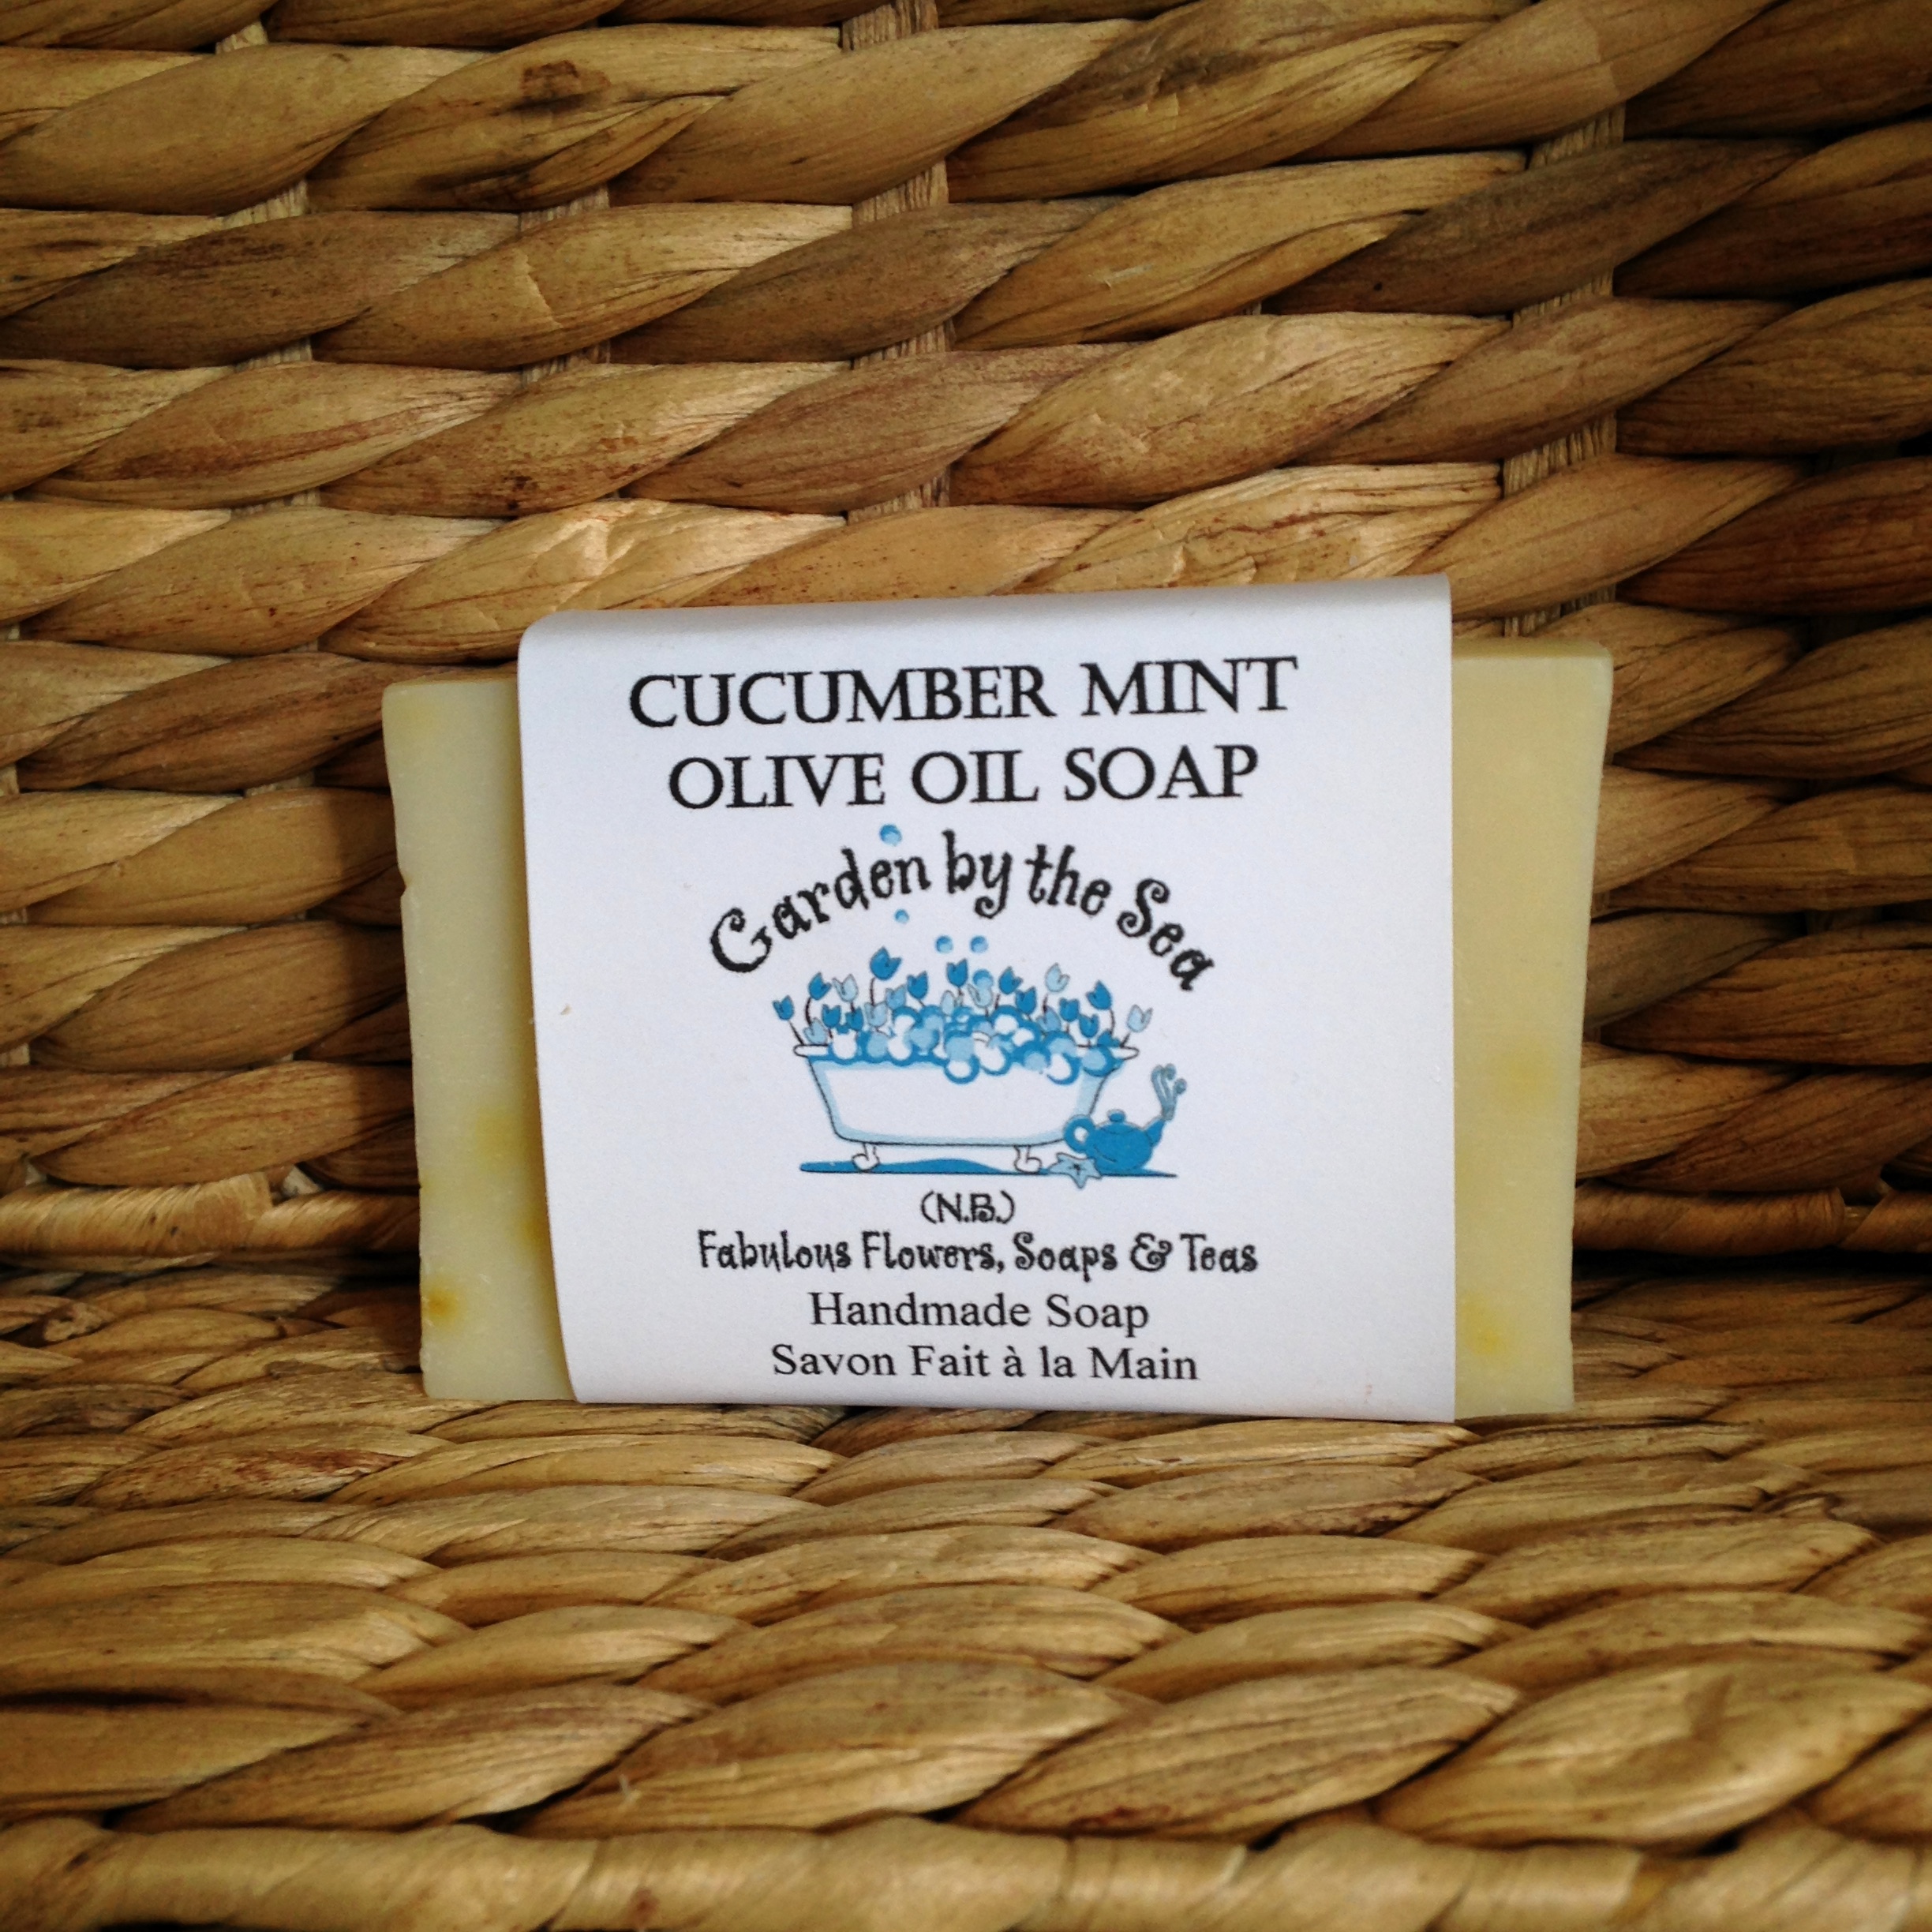 CUCUMBER MINT
OLIVE OIL SOAP
Garden by the Sea
(N.B.)
Fabulous Flowers, Soaps & Teas
Handmade Soap
Savon Fait à la Main